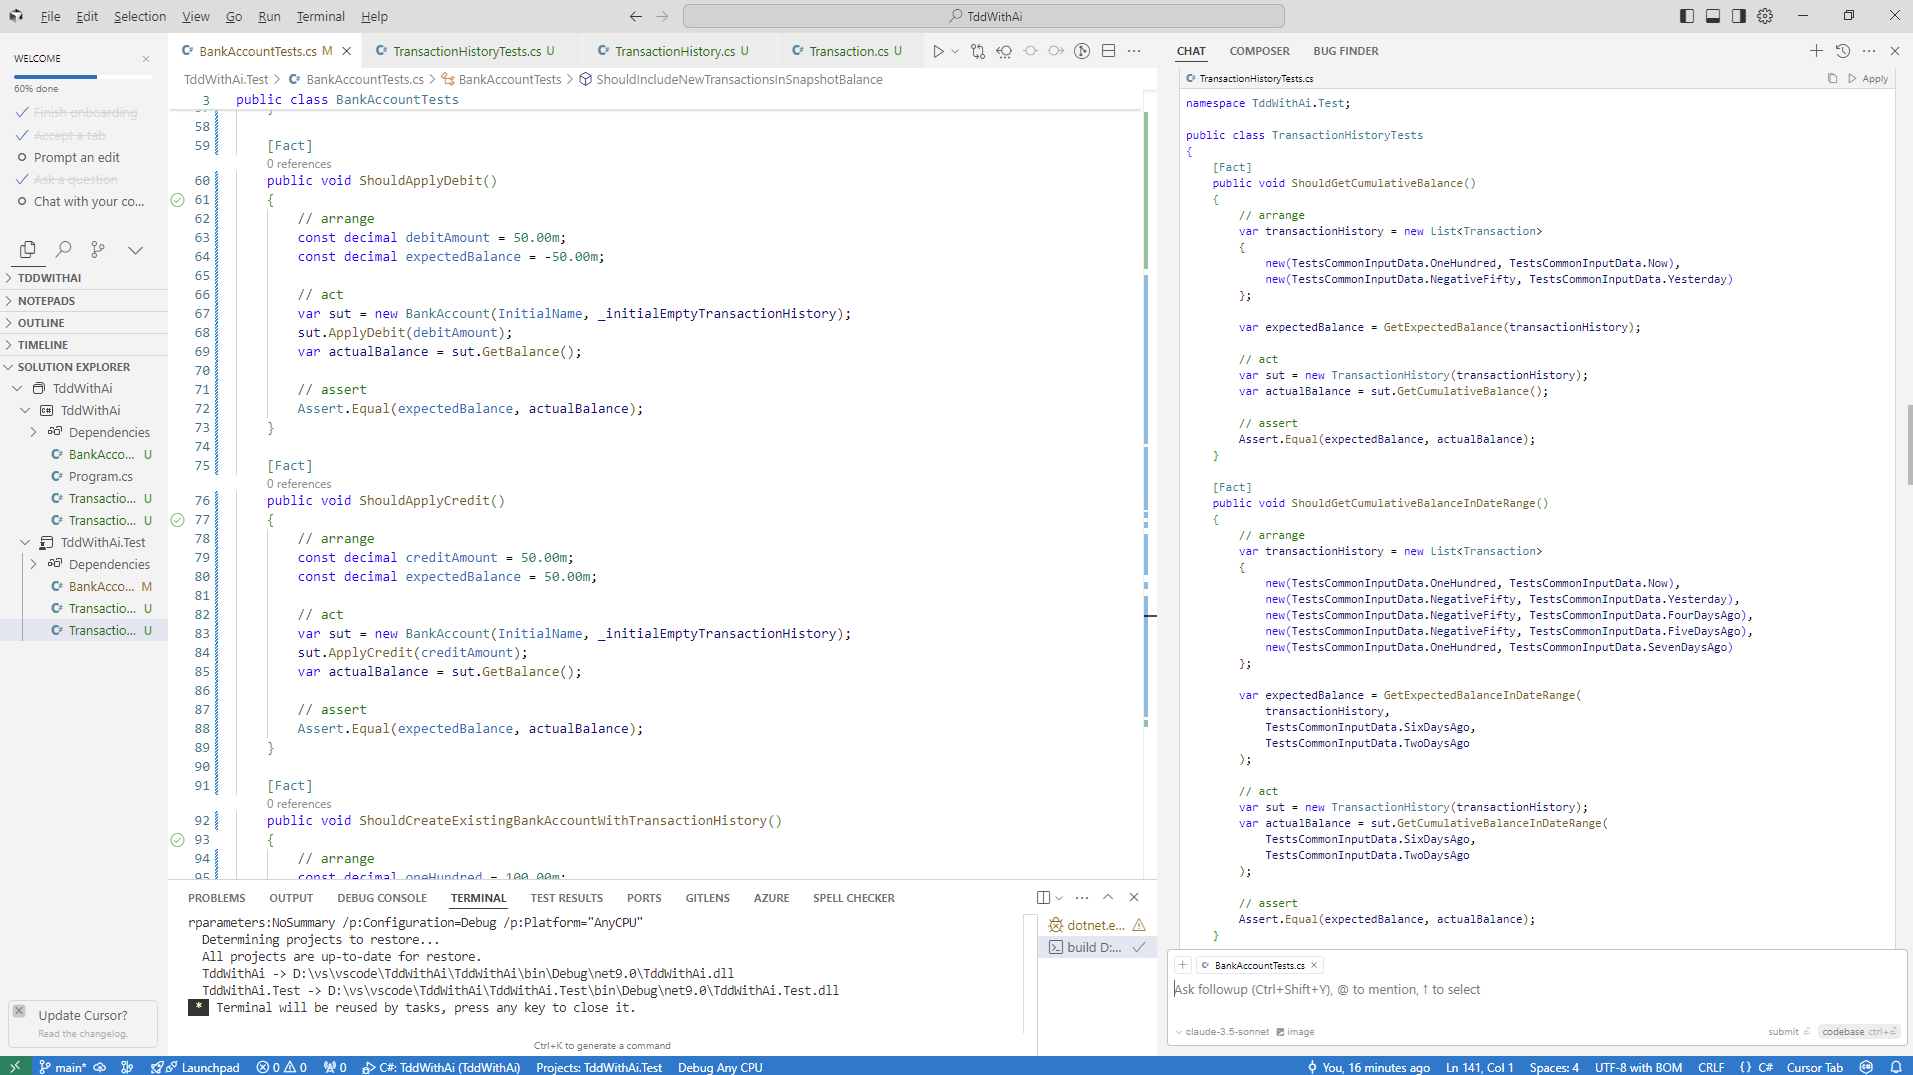 File Edit Selection View Go Run Terminal Help
TddWithAi
WELCOME
60% done
Finish onboarding
Accept a tab
Prompt an edit
Ask a question
Chat with your co...
TDDWITHAI
NOTEPADS
OUTLINE
TIMELINE
SOLUTION EXPLORER
TddWithAi
TddWithAi
Dependencies
BankAcco... U
Program.cs
Transactio... U
Transactio... U
TddWithAi.Test
Dependencies
BankAcco... M
Transactio... U
Transactio... U
Update Cursor?
Read the changelog.
BankAccountTests.cs M
TransactionHistoryTests.cs U
TransactionHistory.cs U
Transaction.cs U
TddWithAi.Test > BankAccountTests.cs > BankAccountTests > ShouldIncludeNewTransactionsInSnapshotBalance
3 public class BankAccountTests
58
59 [Fact]
0 references
60 public void ShouldApplyDebit()
61 {
62 // arrange
63 const decimal debitAmount = 50.00m;
64 const decimal expectedBalance = -50.00m;
65
66 // act
67 var sut = new BankAccount(InitialName, _initialEmptyTransactionHistory);
68 sut.ApplyDebit(debitAmount);
69 var actualBalance = sut.GetBalance();
70
71 // assert
72 Assert.Equal(expectedBalance, actualBalance);
73 }
74
75 [Fact]
0 references
76 public void ShouldApplyCredit()
77 {
78 // arrange
79 const decimal creditAmount = 50.00m;
80 const decimal expectedBalance = 50.00m;
81
82 // act
83 var sut = new BankAccount(InitialName, _initialEmptyTransactionHistory);
84 sut.ApplyCredit(creditAmount);
85 var actualBalance = sut.GetBalance();
86
87 // assert
88 Assert.Equal(expectedBalance, actualBalance);
89 }
90
91 [Fact]
0 references
92 public void ShouldCreateExistingBankAccountWithTransactionHistory()
93 {
94 // arrange
95 const decimal oneHundred = 100.00m;
PROBLEMS OUTPUT DEBUG CONSOLE TERMINAL TEST RESULTS PORTS GITLENS AZURE SPELL CHECKER
rparameters:NoSummary /p:Configuration=Debug /p:Platform="AnyCPU"
Determining projects to restore...
All projects are up-to-date for restore.
TddWithAi -> D:\vs\vscode\TddWithAi\TddWithAi\bin\Debug\net9.0\TddWithAi.dll
TddWithAi.Test -> D:\vs\vscode\TddWithAi\TddWithAi.Test\bin\Debug\net9.0\TddWithAi.Test.dll
* Terminal will be reused by tasks, press any key to close it.
Ctrl+K to generate a command
dotnet.e...
build D:...
CHAT COMPOSER BUG FINDER
TransactionHistoryTests.cs Apply
namespace TddWithAi.Test;
public class TransactionHistoryTests
{
[Fact]
public void ShouldGetCumulativeBalance()
{
// arrange
var transactionHistory = new List<Transaction>
{
new(TestsCommonInputData.OneHundred, TestsCommonInputData.Now),
new(TestsCommonInputData.NegativeFifty, TestsCommonInputData.Yesterday)
};
var expectedBalance = GetExpectedBalance(transactionHistory);
// act
var sut = new TransactionHistory(transactionHistory);
var actualBalance = sut.GetCumulativeBalance();
// assert
Assert.Equal(expectedBalance, actualBalance);
}
[Fact]
public void ShouldGetCumulativeBalanceInDateRange()
{
// arrange
var transactionHistory = new List<Transaction>
{
new(TestsCommonInputData.OneHundred, TestsCommonInputData.Now),
new(TestsCommonInputData.NegativeFifty, TestsCommonInputData.Yesterday),
new(TestsCommonInputData.NegativeFifty, TestsCommonInputData.FourDaysAgo),
new(TestsCommonInputData.NegativeFifty, TestsCommonInputData.FiveDaysAgo),
new(TestsCommonInputData.OneHundred, TestsCommonInputData.SevenDaysAgo)
};
var expectedBalance = GetExpectedBalanceInDateRange(
transactionHistory,
TestsCommonInputData.SixDaysAgo,
TestsCommonInputData.TwoDaysAgo
);
// act
var sut = new TransactionHistory(transactionHistory);
var actualBalance = sut.GetCumulativeBalanceInDateRange(
TestsCommonInputData.SixDaysAgo,
TestsCommonInputData.TwoDaysAgo
);
// assert
Assert.Equal(expectedBalance, actualBalance);
}
BankAccountTests.cs
Ask followup (Ctrl+Shift+Y), @ to mention, ↑ to select
claude-3.5-sonnet image submit codebase ctrl+
main* Launchpad 0 0 0 C#: TddWithAi (TddWithAi) Projects: TddWithAi.Test Debug Any CPU You, 16 minutes ago Ln 141, Col 1 Spaces: 4 UTF-8 with BOM CRLF {} C# Cursor Tab